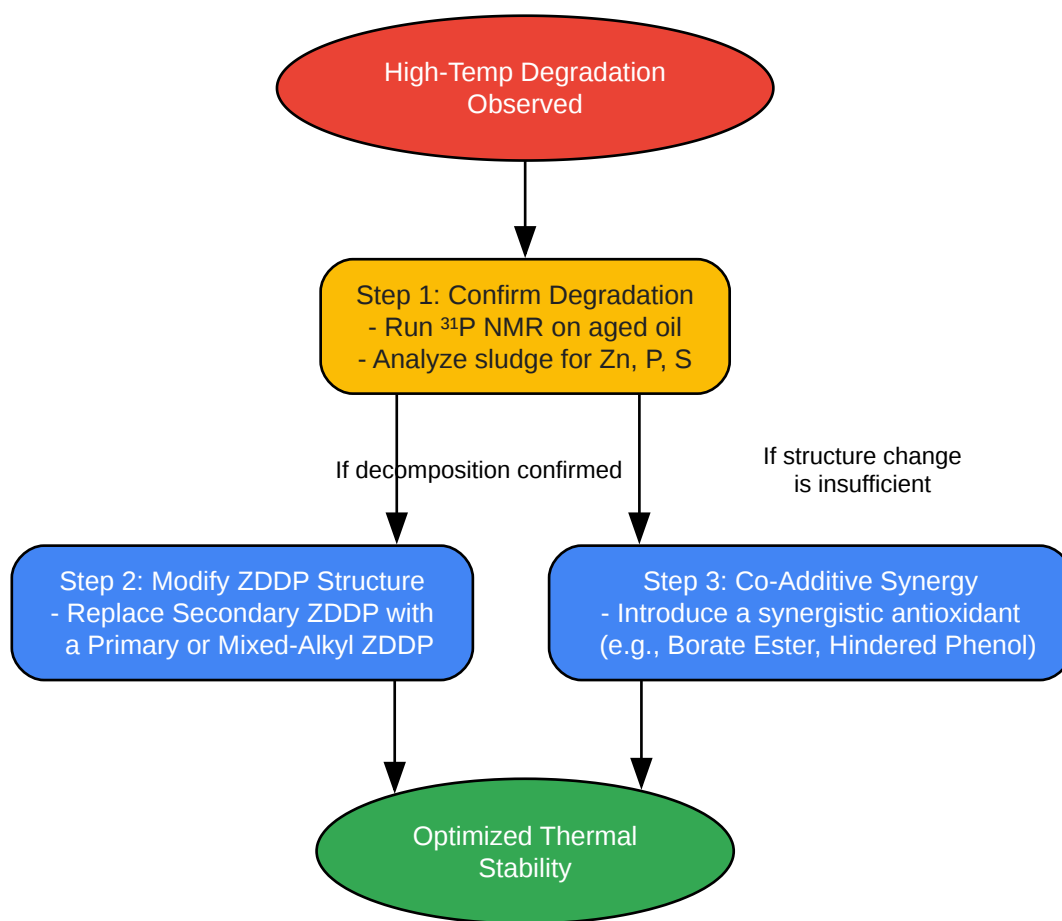 High-Temp Degradation
Observed
Step 1: Confirm Degradation
- Run ³¹P NMR on aged oil
- Analyze sludge for Zn, P, S
If decomposition confirmed
If structure change
is insufficient
Step 2: Modify ZDDP Structure
- Replace Secondary ZDDP with
a Primary or Mixed-Alkyl ZDDP
Step 3: Co-Additive Synergy
- Introduce a synergistic antioxidant
(e.g., Borate Ester, Hindered Phenol)
Optimized Thermal
Stability